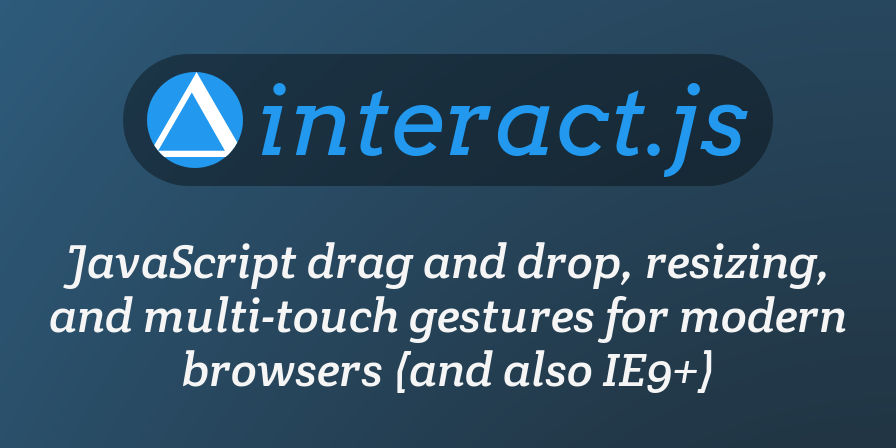 interact.js
JavaScript drag and drop, resizing,
and multi-touch gestures for modern
browsers (and also IE9+)